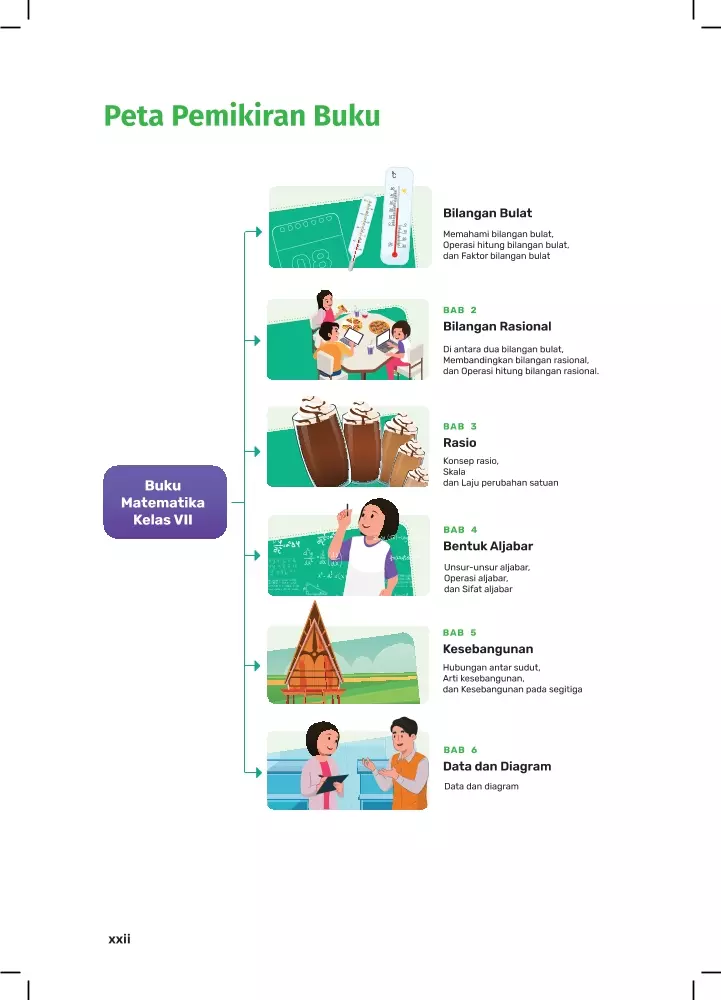 Peta Pemikiran Buku
Bilangan Bulat
Memahami bilangan bulat,
Operasi hitung bilangan bulat,
dan Faktor bilangan bulat
08
BAB 2
Bilangan Rasional
Di antara dua bilangan bulat,
Membandingkan bilangan rasional,
dan Operasi hitung bilangan rasional.
BAB 3
Rasio
Konsep rasio,
Skala
dan Laju perubahan satuan
Buku
Matematika
Kelas VII
BAB 4
Bentuk Aljabar
Unsur-unsur aljabar,
Operasi aljabar,
dan Sifat aljabar
BAB 5
Kesebangunan
Hubungan antar sudut,
Arti kesebangunan,
dan Kesebangunan pada segitiga
BAB 6
Data dan Diagram
Data dan diagram
xxii